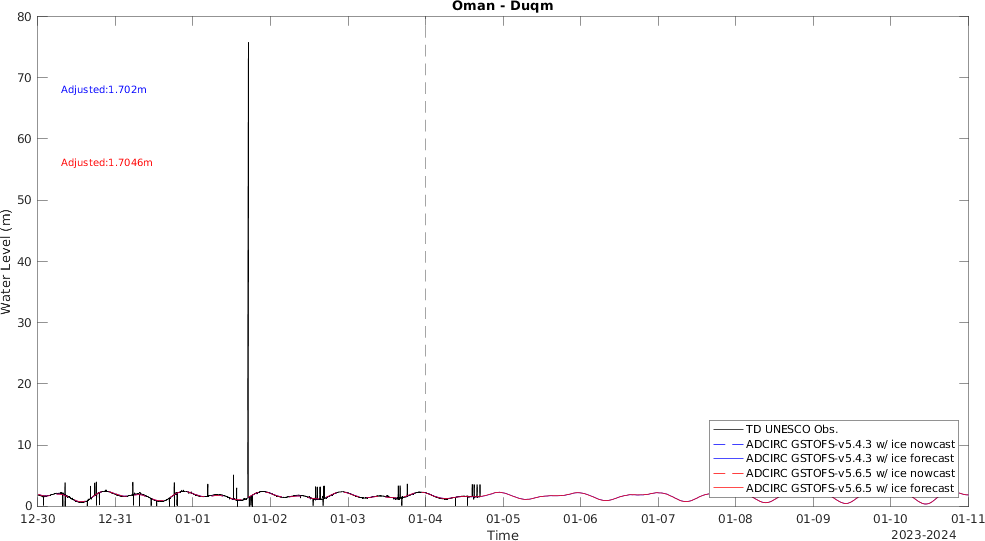 Oman - Duqm
80
70
60
50
40
30
20
10
0
Water Level (m)
Adjusted:1.702m
Adjusted:1.7046m
TD UNESCO Obs.
ADCIRC GSTOFS-v5.4.3 w/ ice nowcast
ADCIRC GSTOFS-v5.4.3 w/ ice forecast
ADCIRC GSTOFS-v5.6.5 w/ ice nowcast
ADCIRC GSTOFS-v5.6.5 w/ ice forecast
12-30 12-31 01-01 01-02 01-03 01-04 01-05 01-06 01-07 01-08 01-09 01-10 01-11
Time
2023-2024